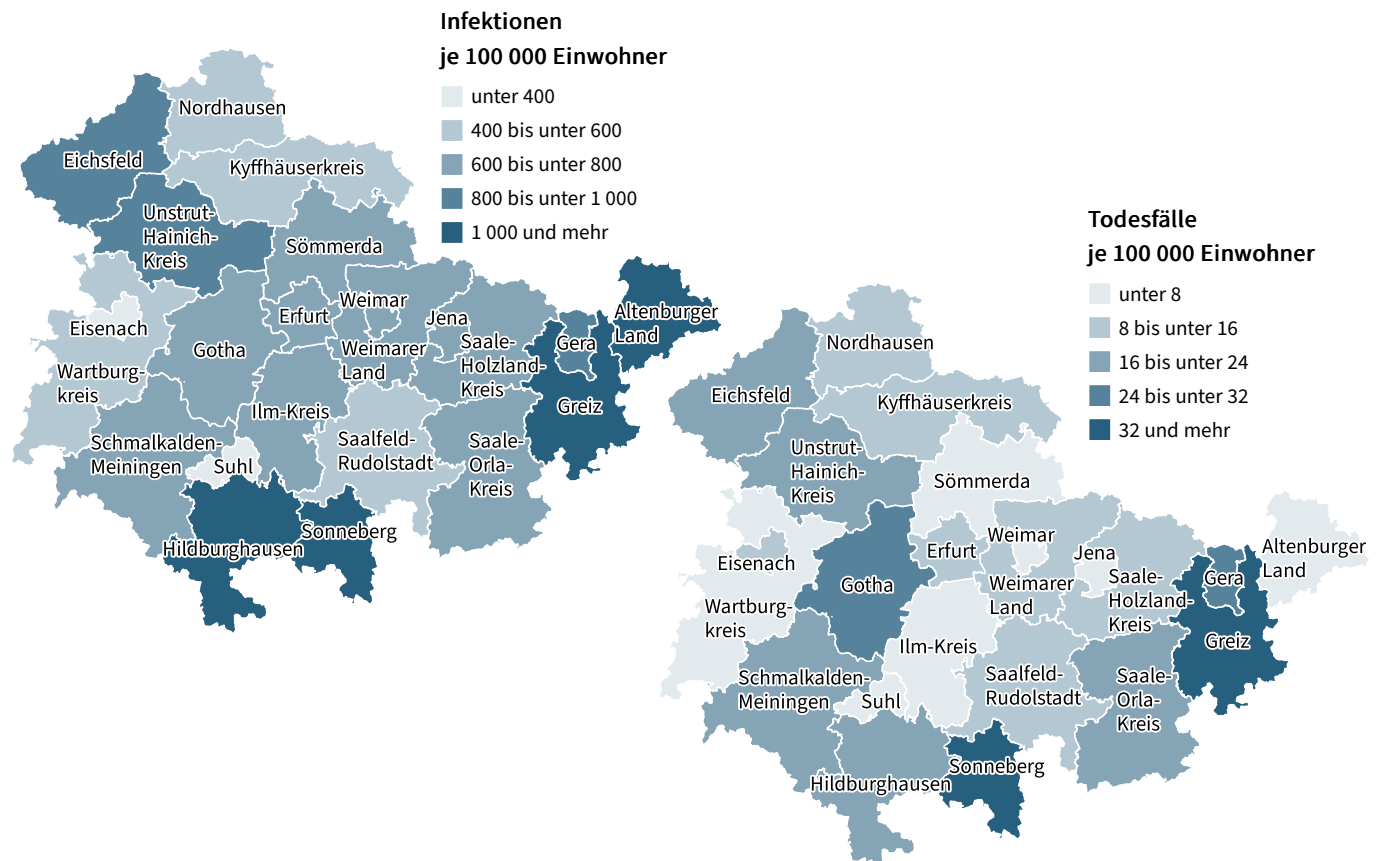 Infektionen
je 100 000 Einwohner
unter 400
400 bis unter 600
600 bis unter 800
800 bis unter 1 000
1 000 und mehr
Nordhausen
Eichsfeld
Kyffhäuserkreis
Unstrut-
Hainich-
Kreis
Sömmerda
Eisenach
Gotha
Erfurt
Weimar
Jena
Weimarer
Land
Saale-
Holzland-
Kreis
Gera
Altenburger
Land
Wartburg-
kreis
Ilm-Kreis
Greiz
Schmalkalden-
Meiningen
Suhl
Saalfeld-
Rudolstadt
Saale-
Orla-
Kreis
Hildburghausen
Sonneberg
Todesfälle
je 100 000 Einwohner
unter 8
8 bis unter 16
16 bis unter 24
24 bis unter 32
32 und mehr
Nordhausen
Eichsfeld
Kyffhäuserkreis
Unstrut-
Hainich-
Kreis
Sömmerda
Eisenach
Gotha
Erfurt
Weimar
Jena
Weimarer
Land
Saale-
Holzland-
Kreis
Gera
Altenburger
Land
Wartburg-
kreis
Ilm-Kreis
Greiz
Schmalkalden-
Meiningen
Suhl
Saalfeld-
Rudolstadt
Saale-
Orla-
Kreis
Hildburghausen
Sonneberg